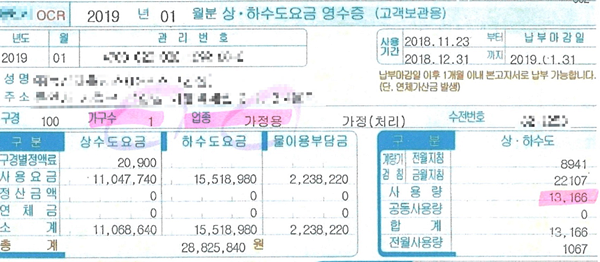 OCR 2019 년 01 월분 상·하수도요금 영수증 (고객보관용)
년도 월 관 리 번 호
2019 01
사용기간 2018.11.23 부터 2018.12.31 까지
납 부 마 감 일 2019.01.31
성 명
주 소
납부마감일 이후 1개월 이내 본고지서로 납부 가능합니다.
(단, 연체가산금 발생)
구경 100 가구수 1 업종 가정용 가정(처리) 수전번호
구 분 상수도요금 하수도요금 물이용부담금
구경별정액료 20,900
사 용 요 금 11,047,740 15,518,980 2,238,220
정 산 금 액 0 0 0
연 체 금 0 0 0
소 계 11,068,640 15,518,980 2,238,220
총 계 28,825,840 원
구 분 상·하수도
계량기 검침 전월지침 8941
금월지침 22107
사 용 량 13,166
공동사용량 0
합 계 13,166
전월사용량 1067